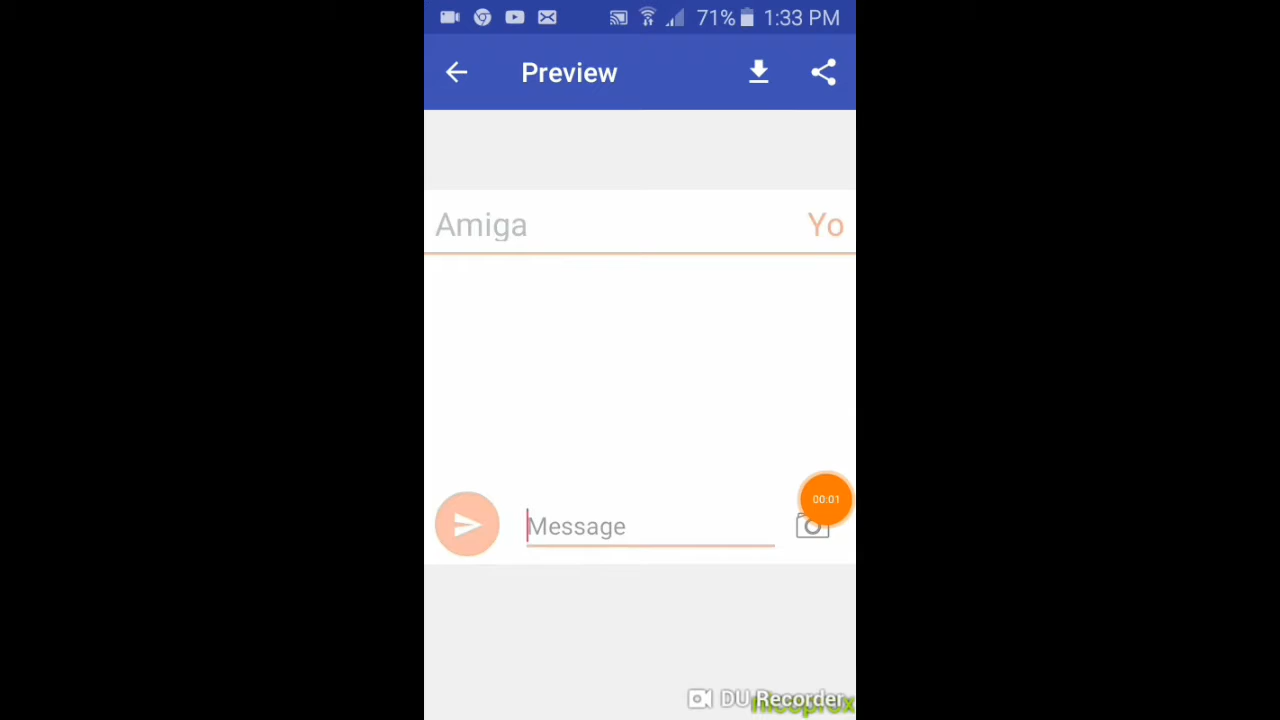 71% 1:33 PM
Preview
Amiga
Yo
00:01
Message
DU Recorder